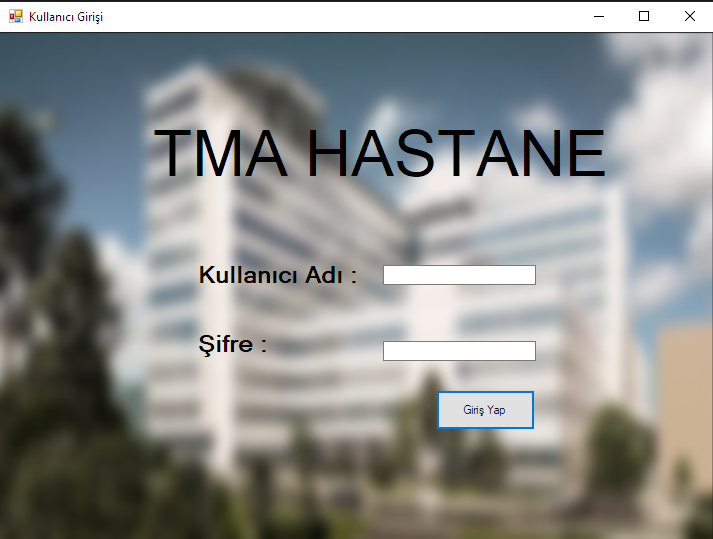 Kullanıcı Girişi
TMA HASTANE
Kullanıcı Adı :
Şifre :
Giriş Yap